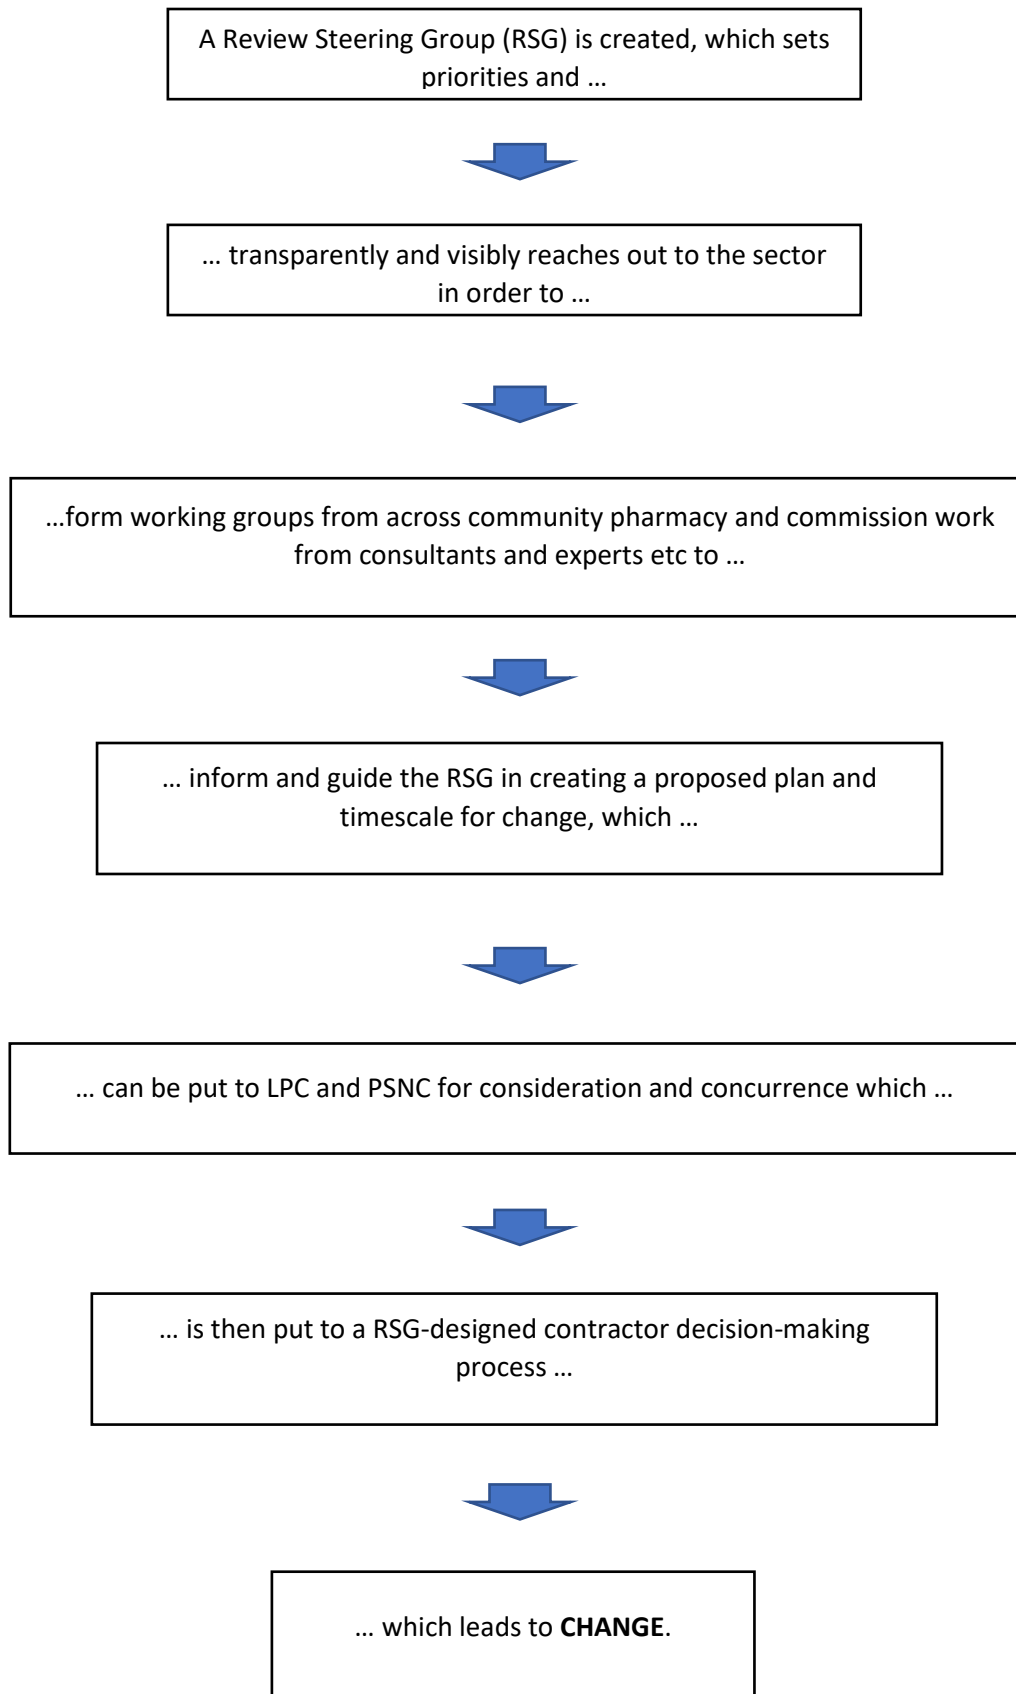 A Review Steering Group (RSG) is created, which sets
priorities and …
… transparently and visibly reaches out to the sector
in order to …
…form working groups from across community pharmacy and commission work
from consultants and experts etc to …
… inform and guide the RSG in creating a proposed plan and
timescale for change, which …
… can be put to LPC and PSNC for consideration and concurrence which …
… is then put to a RSG-designed contractor decision-making
process …
… which leads to CHANGE.